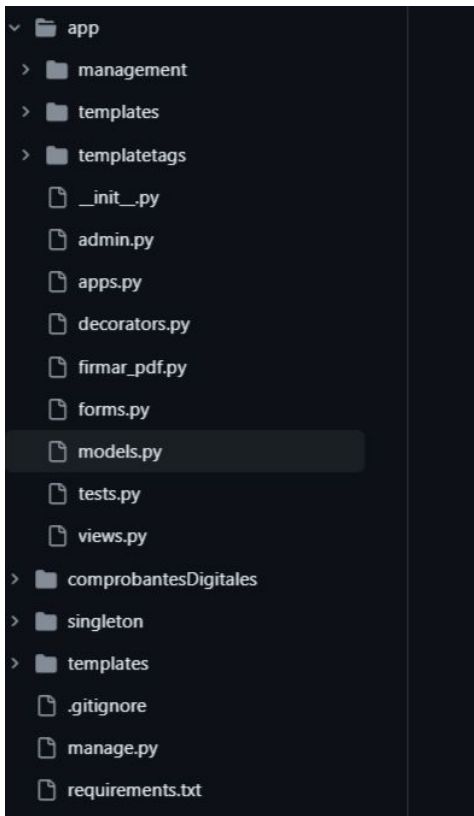 app
management
templates
templatetags
__init__.py
admin.py
apps.py
decorators.py
firmar_pdf.py
forms.py
models.py
tests.py
views.py
comprobantesDigitales
singleton
templates
.gitignore
manage.py
requirements.txt